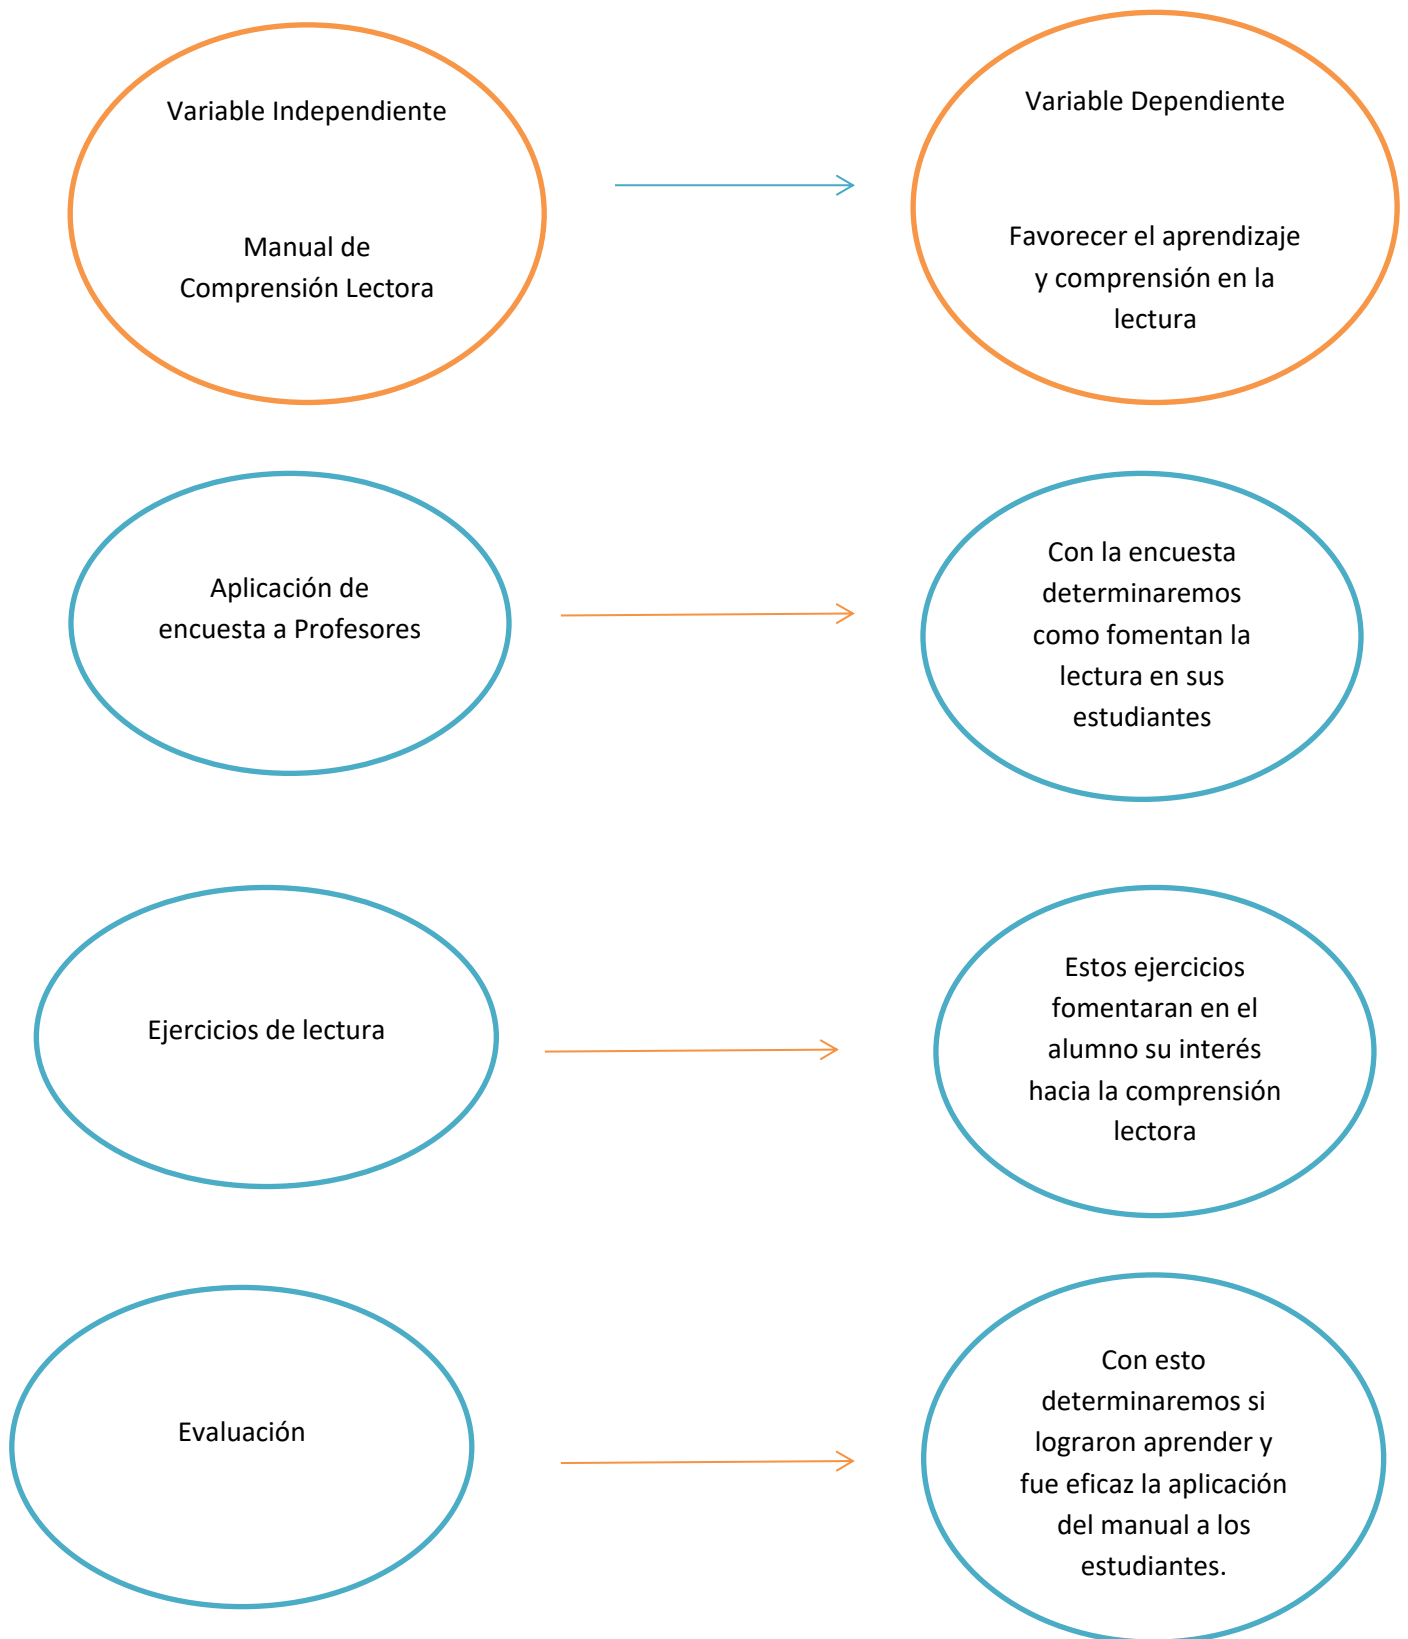 Variable Independiente
Manual de
Comprensión Lectora
Variable Dependiente
Favorecer el aprendizaje
y comprensión en la
lectura
Aplicación de
encuesta a Profesores
Con la encuesta
determinaremos
como fomentan la
lectura en sus
estudiantes
Ejercicios de lectura
Estos ejercicios
fomentaran en el
alumno su interés
hacia la comprensión
lectora
Evaluación
Con esto
determinaremos si
lograron aprender y
fue eficaz la aplicación
del manual a los
estudiantes.